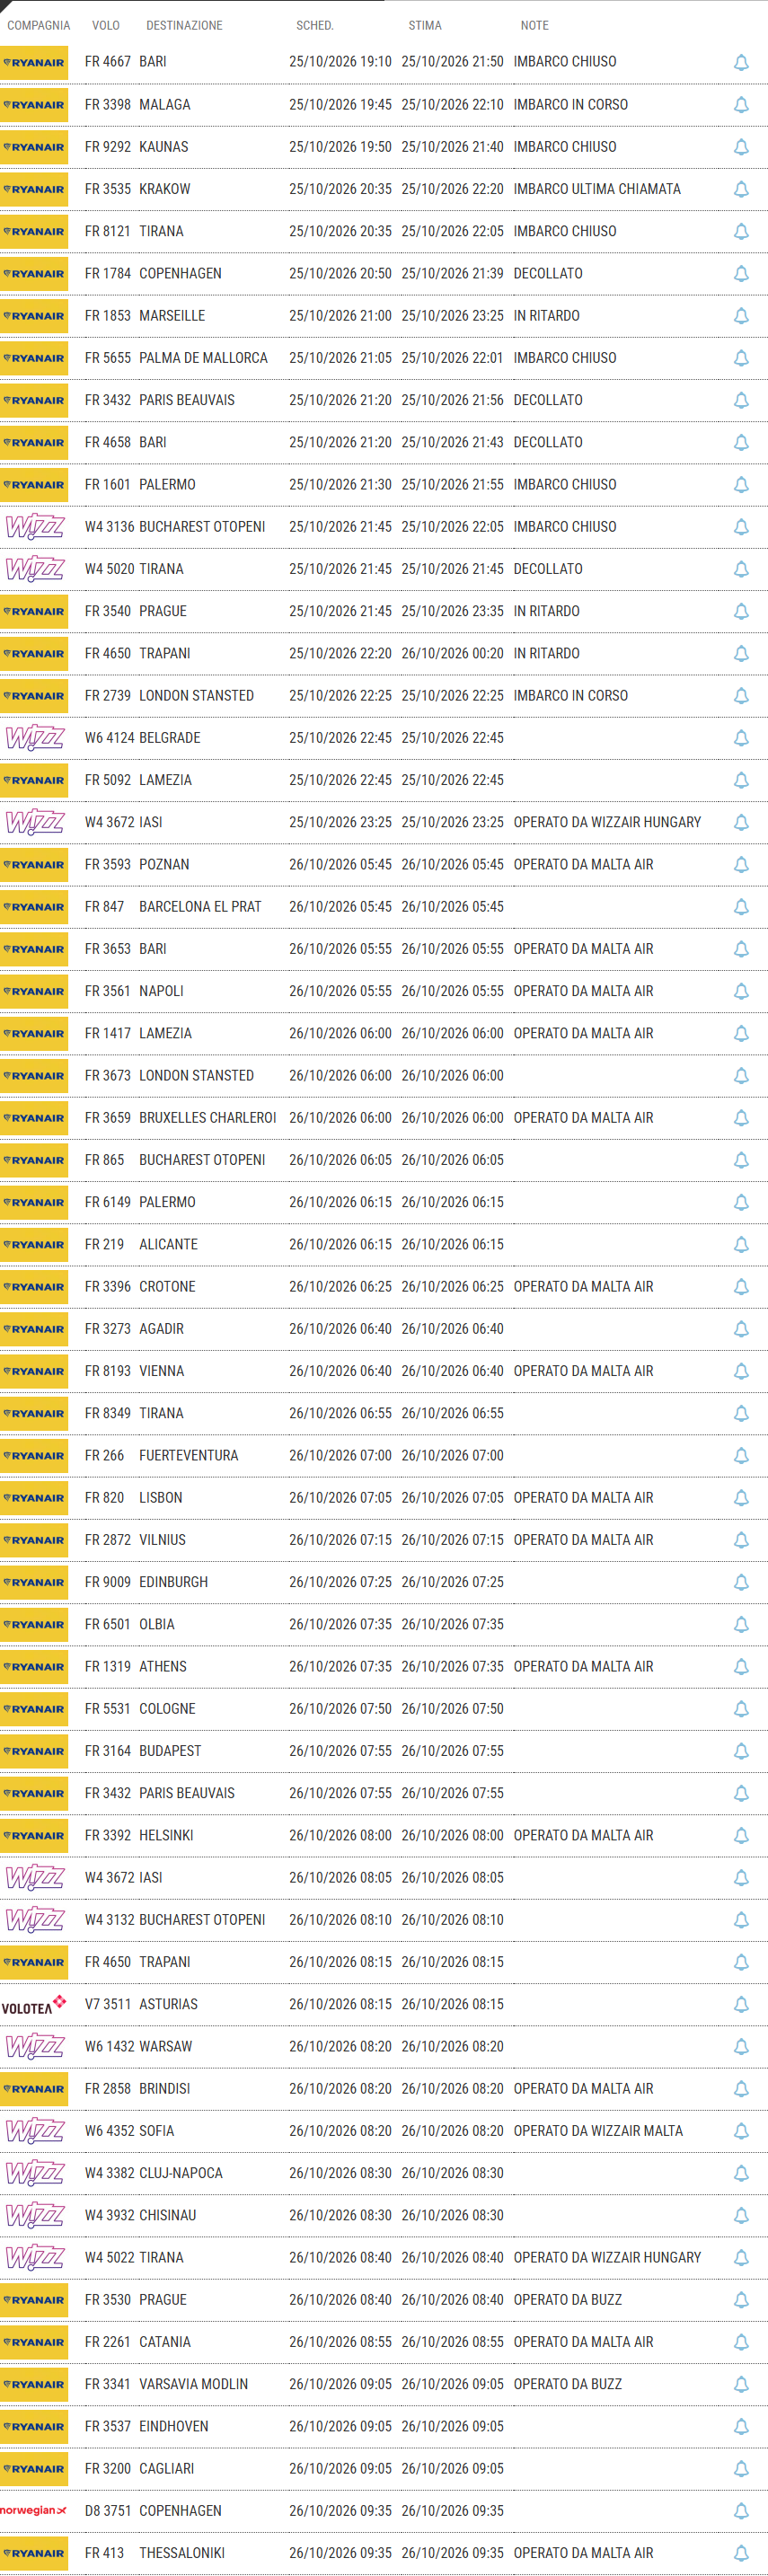 COMPAGNIA VOLO DESTINAZIONE SCHED. STIMA NOTE
RYANAIR FR 4667 BARI 25/10/2026 19:10 25/10/2026 21:50 IMBARCO CHIUSO
RYANAIR FR 3398 MALAGA 25/10/2026 19:45 25/10/2026 22:10 IMBARCO IN CORSO
RYANAIR FR 9292 KAUNAS 25/10/2026 19:50 25/10/2026 21:40 IMBARCO CHIUSO
RYANAIR FR 3535 KRAKOW 25/10/2026 20:35 25/10/2026 22:20 IMBARCO ULTIMA CHIAMATA
RYANAIR FR 8121 TIRANA 25/10/2026 20:35 25/10/2026 22:05 IMBARCO CHIUSO
RYANAIR FR 1784 COPENHAGEN 25/10/2026 20:50 25/10/2026 21:39 DECOLLATO
RYANAIR FR 1853 MARSEILLE 25/10/2026 21:00 25/10/2026 23:25 IN RITARDO
RYANAIR FR 5655 PALMA DE MALLORCA 25/10/2026 21:05 25/10/2026 22:01 IMBARCO CHIUSO
RYANAIR FR 3432 PARIS BEAUVAIS 25/10/2026 21:20 25/10/2026 21:56 DECOLLATO
RYANAIR FR 4658 BARI 25/10/2026 21:20 25/10/2026 21:43 DECOLLATO
RYANAIR FR 1601 PALERMO 25/10/2026 21:30 25/10/2026 21:55 IMBARCO CHIUSO
WIZZ W4 3136 BUCHAREST OTOPENI 25/10/2026 21:45 25/10/2026 22:05 IMBARCO CHIUSO
WIZZ W4 5020 TIRANA 25/10/2026 21:45 25/10/2026 21:45 DECOLLATO
RYANAIR FR 3540 PRAGUE 25/10/2026 21:45 25/10/2026 23:35 IN RITARDO
RYANAIR FR 4650 TRAPANI 25/10/2026 22:20 26/10/2026 00:20 IN RITARDO
RYANAIR FR 2739 LONDON STANSTED 25/10/2026 22:25 25/10/2026 22:25 IMBARCO IN CORSO
WIZZ W6 4124 BELGRADE 25/10/2026 22:45 25/10/2026 22:45
RYANAIR FR 5092 LAMEZIA 25/10/2026 22:45 25/10/2026 22:45
WIZZ W4 3672 IASI 25/10/2026 23:25 25/10/2026 23:25 OPERATO DA WIZZAIR HUNGARY
RYANAIR FR 3593 POZNAN 26/10/2026 05:45 26/10/2026 05:45 OPERATO DA MALTA AIR
RYANAIR FR 847 BARCELONA EL PRAT 26/10/2026 05:45 26/10/2026 05:45
RYANAIR FR 3653 BARI 26/10/2026 05:55 26/10/2026 05:55 OPERATO DA MALTA AIR
RYANAIR FR 3561 NAPOLI 26/10/2026 05:55 26/10/2026 05:55 OPERATO DA MALTA AIR
RYANAIR FR 1417 LAMEZIA 26/10/2026 06:00 26/10/2026 06:00 OPERATO DA MALTA AIR
RYANAIR FR 3673 LONDON STANSTED 26/10/2026 06:00 26/10/2026 06:00
RYANAIR FR 3659 BRUXELLES CHARLEROI 26/10/2026 06:00 26/10/2026 06:00 OPERATO DA MALTA AIR
RYANAIR FR 865 BUCHAREST OTOPENI 26/10/2026 06:05 26/10/2026 06:05
RYANAIR FR 6149 PALERMO 26/10/2026 06:15 26/10/2026 06:15
RYANAIR FR 219 ALICANTE 26/10/2026 06:15 26/10/2026 06:15
RYANAIR FR 3396 CROTONE 26/10/2026 06:25 26/10/2026 06:25 OPERATO DA MALTA AIR
RYANAIR FR 3273 AGADIR 26/10/2026 06:40 26/10/2026 06:40
RYANAIR FR 8193 VIENNA 26/10/2026 06:40 26/10/2026 06:40 OPERATO DA MALTA AIR
RYANAIR FR 8349 TIRANA 26/10/2026 06:55 26/10/2026 06:55
RYANAIR FR 266 FUERTEVENTURA 26/10/2026 07:00 26/10/2026 07:00
RYANAIR FR 820 LISBON 26/10/2026 07:05 26/10/2026 07:05 OPERATO DA MALTA AIR
RYANAIR FR 2872 VILNIUS 26/10/2026 07:15 26/10/2026 07:15 OPERATO DA MALTA AIR
RYANAIR FR 9009 EDINBURGH 26/10/2026 07:25 26/10/2026 07:25
RYANAIR FR 6501 OLBIA 26/10/2026 07:35 26/10/2026 07:35
RYANAIR FR 1319 ATHENS 26/10/2026 07:35 26/10/2026 07:35 OPERATO DA MALTA AIR
RYANAIR FR 5531 COLOGNE 26/10/2026 07:50 26/10/2026 07:50
RYANAIR FR 3164 BUDAPEST 26/10/2026 07:55 26/10/2026 07:55
RYANAIR FR 3432 PARIS BEAUVAIS 26/10/2026 07:55 26/10/2026 07:55
RYANAIR FR 3392 HELSINKI 26/10/2026 08:00 26/10/2026 08:00 OPERATO DA MALTA AIR
WIZZ W4 3672 IASI 26/10/2026 08:05 26/10/2026 08:05
WIZZ W4 3132 BUCHAREST OTOPENI 26/10/2026 08:10 26/10/2026 08:10
RYANAIR FR 4650 TRAPANI 26/10/2026 08:15 26/10/2026 08:15
VOLOTEA V7 3511 ASTURIAS 26/10/2026 08:15 26/10/2026 08:15
WIZZ W6 1432 WARSAW 26/10/2026 08:20 26/10/2026 08:20
RYANAIR FR 2858 BRINDISI 26/10/2026 08:20 26/10/2026 08:20 OPERATO DA MALTA AIR
WIZZ W6 4352 SOFIA 26/10/2026 08:20 26/10/2026 08:20 OPERATO DA WIZZAIR MALTA
WIZZ W4 3382 CLUJ-NAPOCA 26/10/2026 08:30 26/10/2026 08:30
WIZZ W4 3932 CHISINAU 26/10/2026 08:30 26/10/2026 08:30
WIZZ W4 5022 TIRANA 26/10/2026 08:40 26/10/2026 08:40 OPERATO DA WIZZAIR HUNGARY
RYANAIR FR 3530 PRAGUE 26/10/2026 08:40 26/10/2026 08:40 OPERATO DA BUZZ
RYANAIR FR 2261 CATANIA 26/10/2026 08:55 26/10/2026 08:55 OPERATO DA MALTA AIR
RYANAIR FR 3341 VARSAVIA MODLIN 26/10/2026 09:05 26/10/2026 09:05 OPERATO DA BUZZ
RYANAIR FR 3537 EINDHOVEN 26/10/2026 09:05 26/10/2026 09:05
RYANAIR FR 3200 CAGLIARI 26/10/2026 09:05 26/10/2026 09:05
norwegian D8 3751 COPENHAGEN 26/10/2026 09:35 26/10/2026 09:35
RYANAIR FR 413 THESSALONIKI 26/10/2026 09:35 26/10/2026 09:35 OPERATO DA MALTA AIR